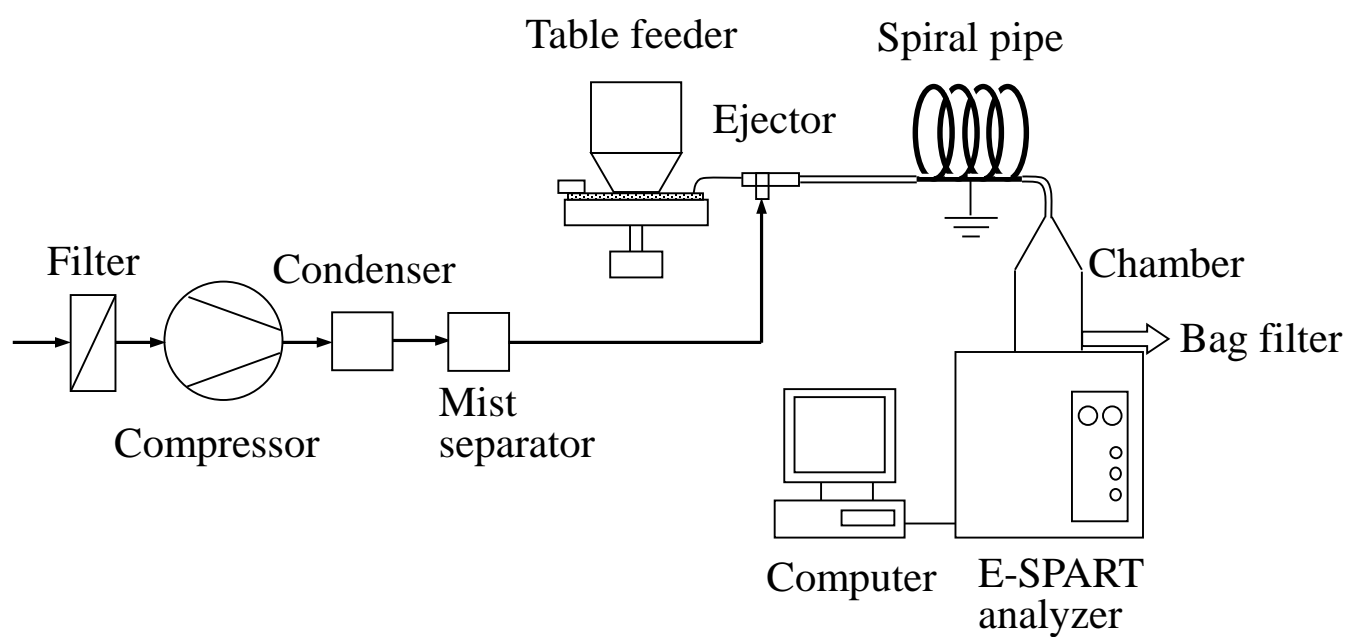 Table feeder
Spiral pipe
Ejector
Filter
Condenser
Chamber
Bag filter
Mist
separator
Compressor
Computer
E-SPART
analyzer